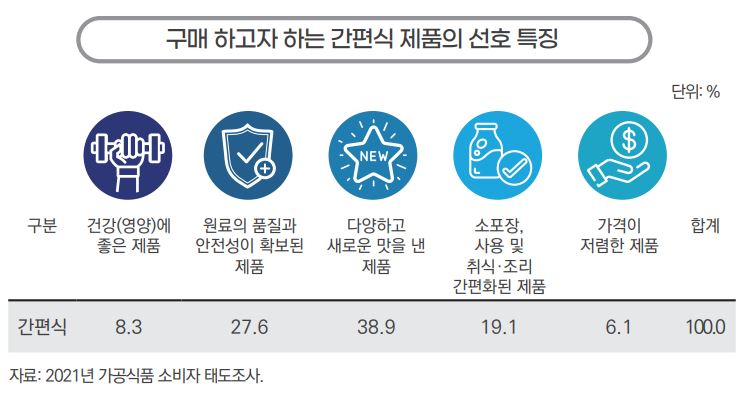 구매 하고자 하는 간편식 제품의 선호 특징
단위: %
NEW
$
구분
건강(영양)에
좋은 제품
원료의 품질과
안전성이 확보된
제품
다양하고
새로운 맛을 낸
제품
소포장,
사용 및
취식·조리
간편화된 제품
가격이
저렴한 제품
합계
간편식 8.3 27.6 38.9 19.1 6.1 100.0
자료: 2021년 가공식품 소비자 태도조사.